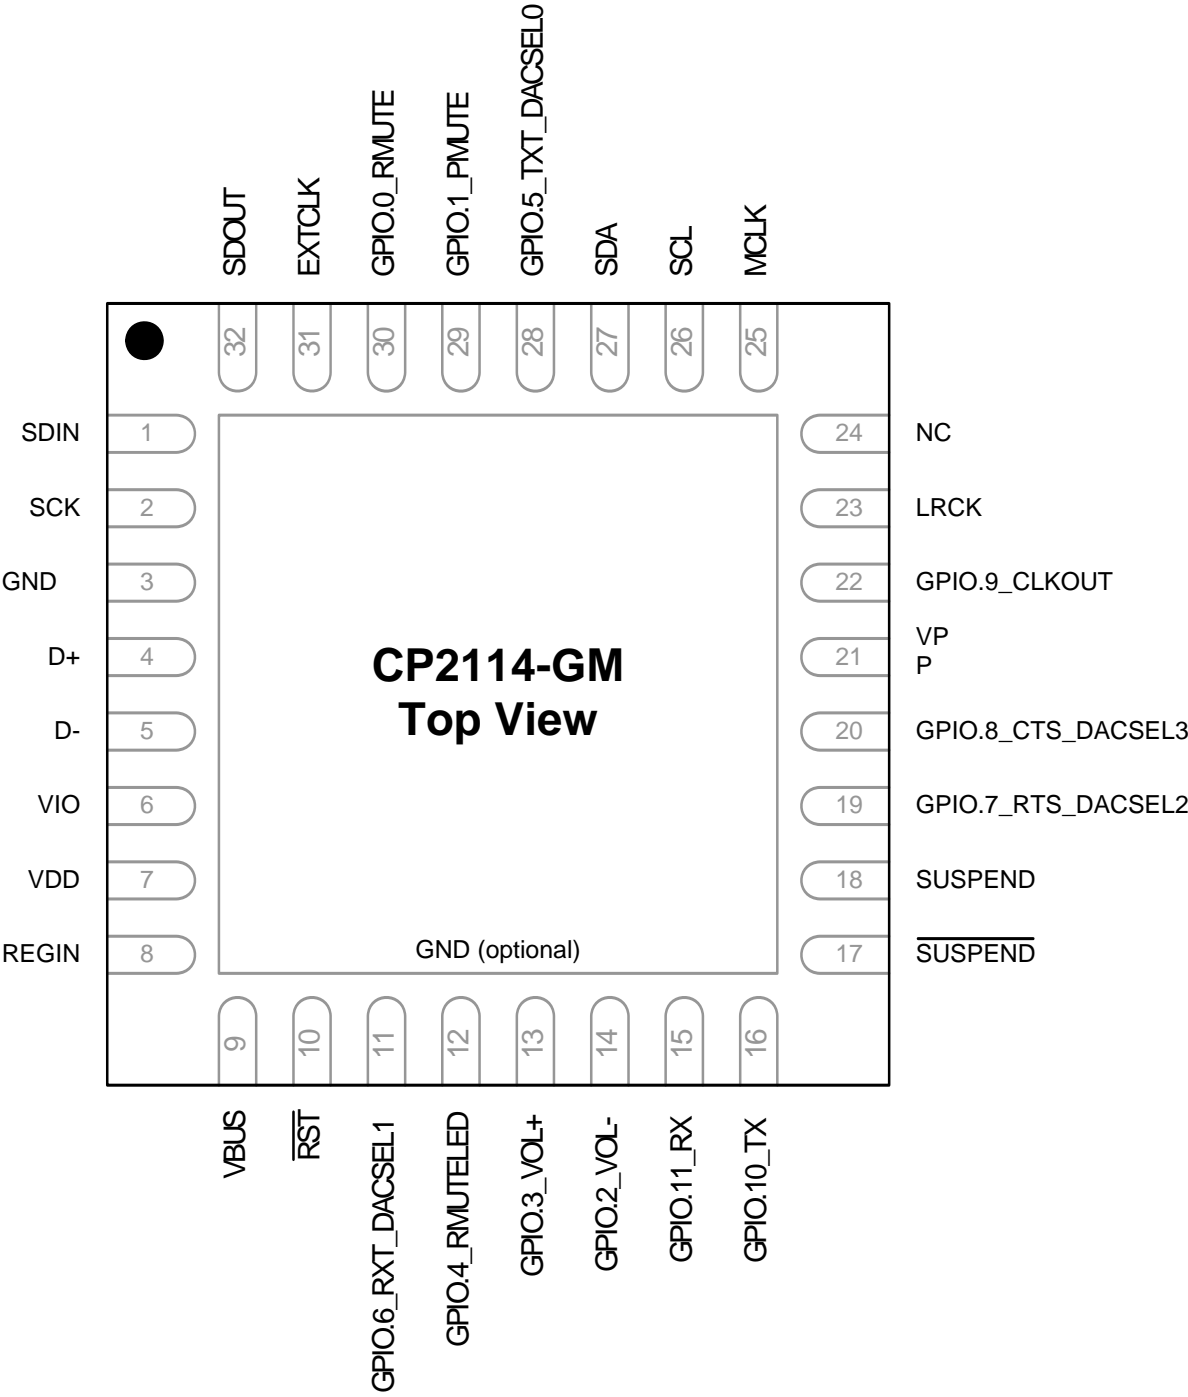 SDOUT
EXTCLK
GPIO.0_RMUTE
GPIO.1_PMUTE
GPIO.5_TXT_DACSEL0
SDA
SCL
MCLK
32
31
30
29
28
27
26
25
SDIN 1
24 NC
SCK 2
23 LRCK
GND 3
22 GPIO.9_CLKOUT
D+ 4
21 VP
P
D- 5
20 GPIO.8_CTS_DACSEL3
VIO 6
19 GPIO.7_RTS_DACSEL2
VDD 7
18 SUSPEND
REGIN 8
17 SUSPEND
CP2114-GM
Top View
GND (optional)
9
10
11
12
13
14
15
16
VBUS
RST
GPIO.6_RXT_DACSEL1
GPIO.4_RMUTELED
GPIO.3_VOL+
GPIO.2_VOL-
GPIO.11_RX
GPIO.10_TX